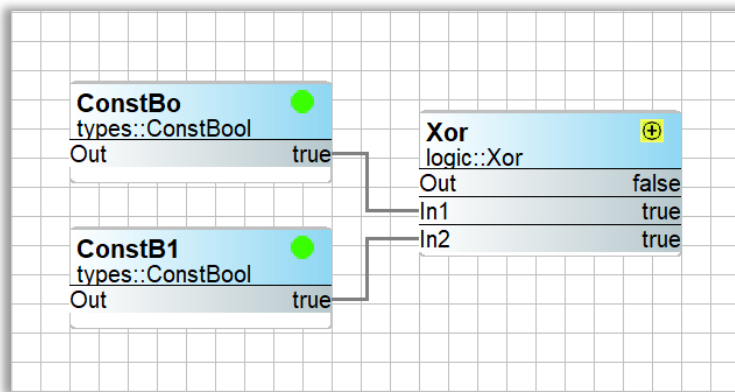 ConstBo
types::ConstBool
Out true
ConstB1
types::ConstBool
Out true
Xor
logic::Xor
Out false
In1 true
In2 true